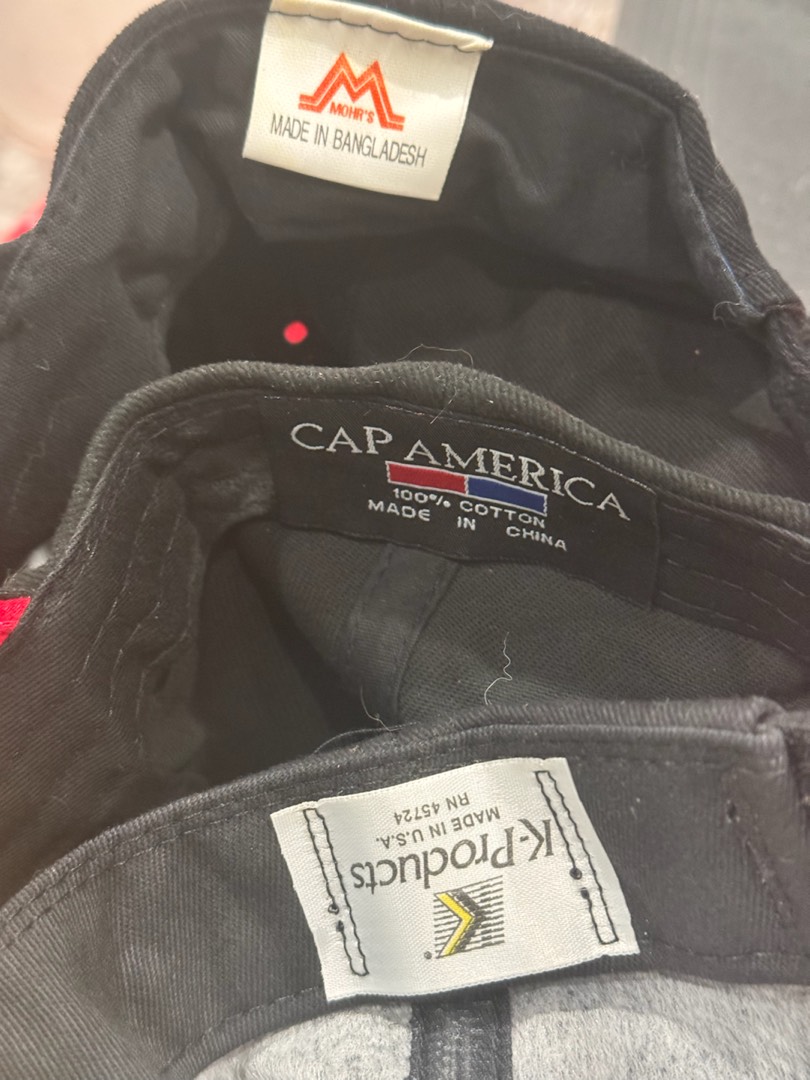 MOHR'S
MADE IN BANGLADESH
CAP AMERICA
100% COTTON
MADE IN CHINA
K-Products
MADE IN U.S.A.
RN 45724